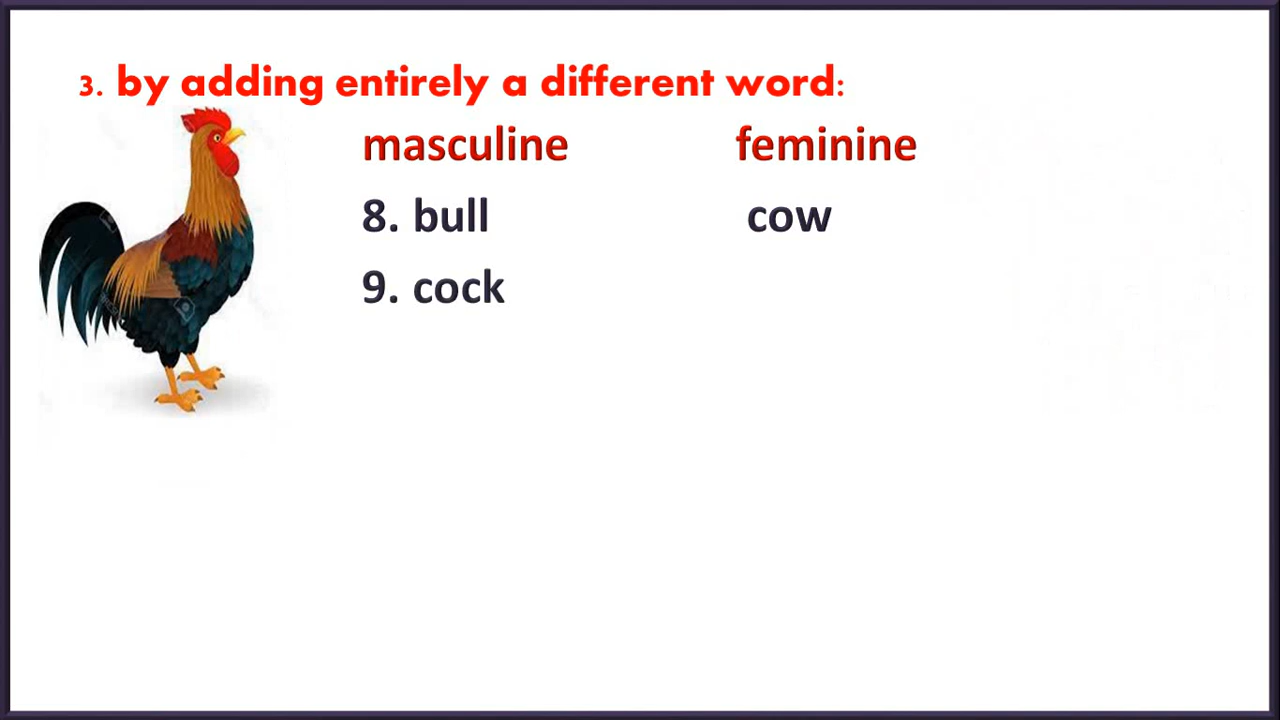 3. by adding entirely a different word:
masculine feminine
8. bull cow
9. cock